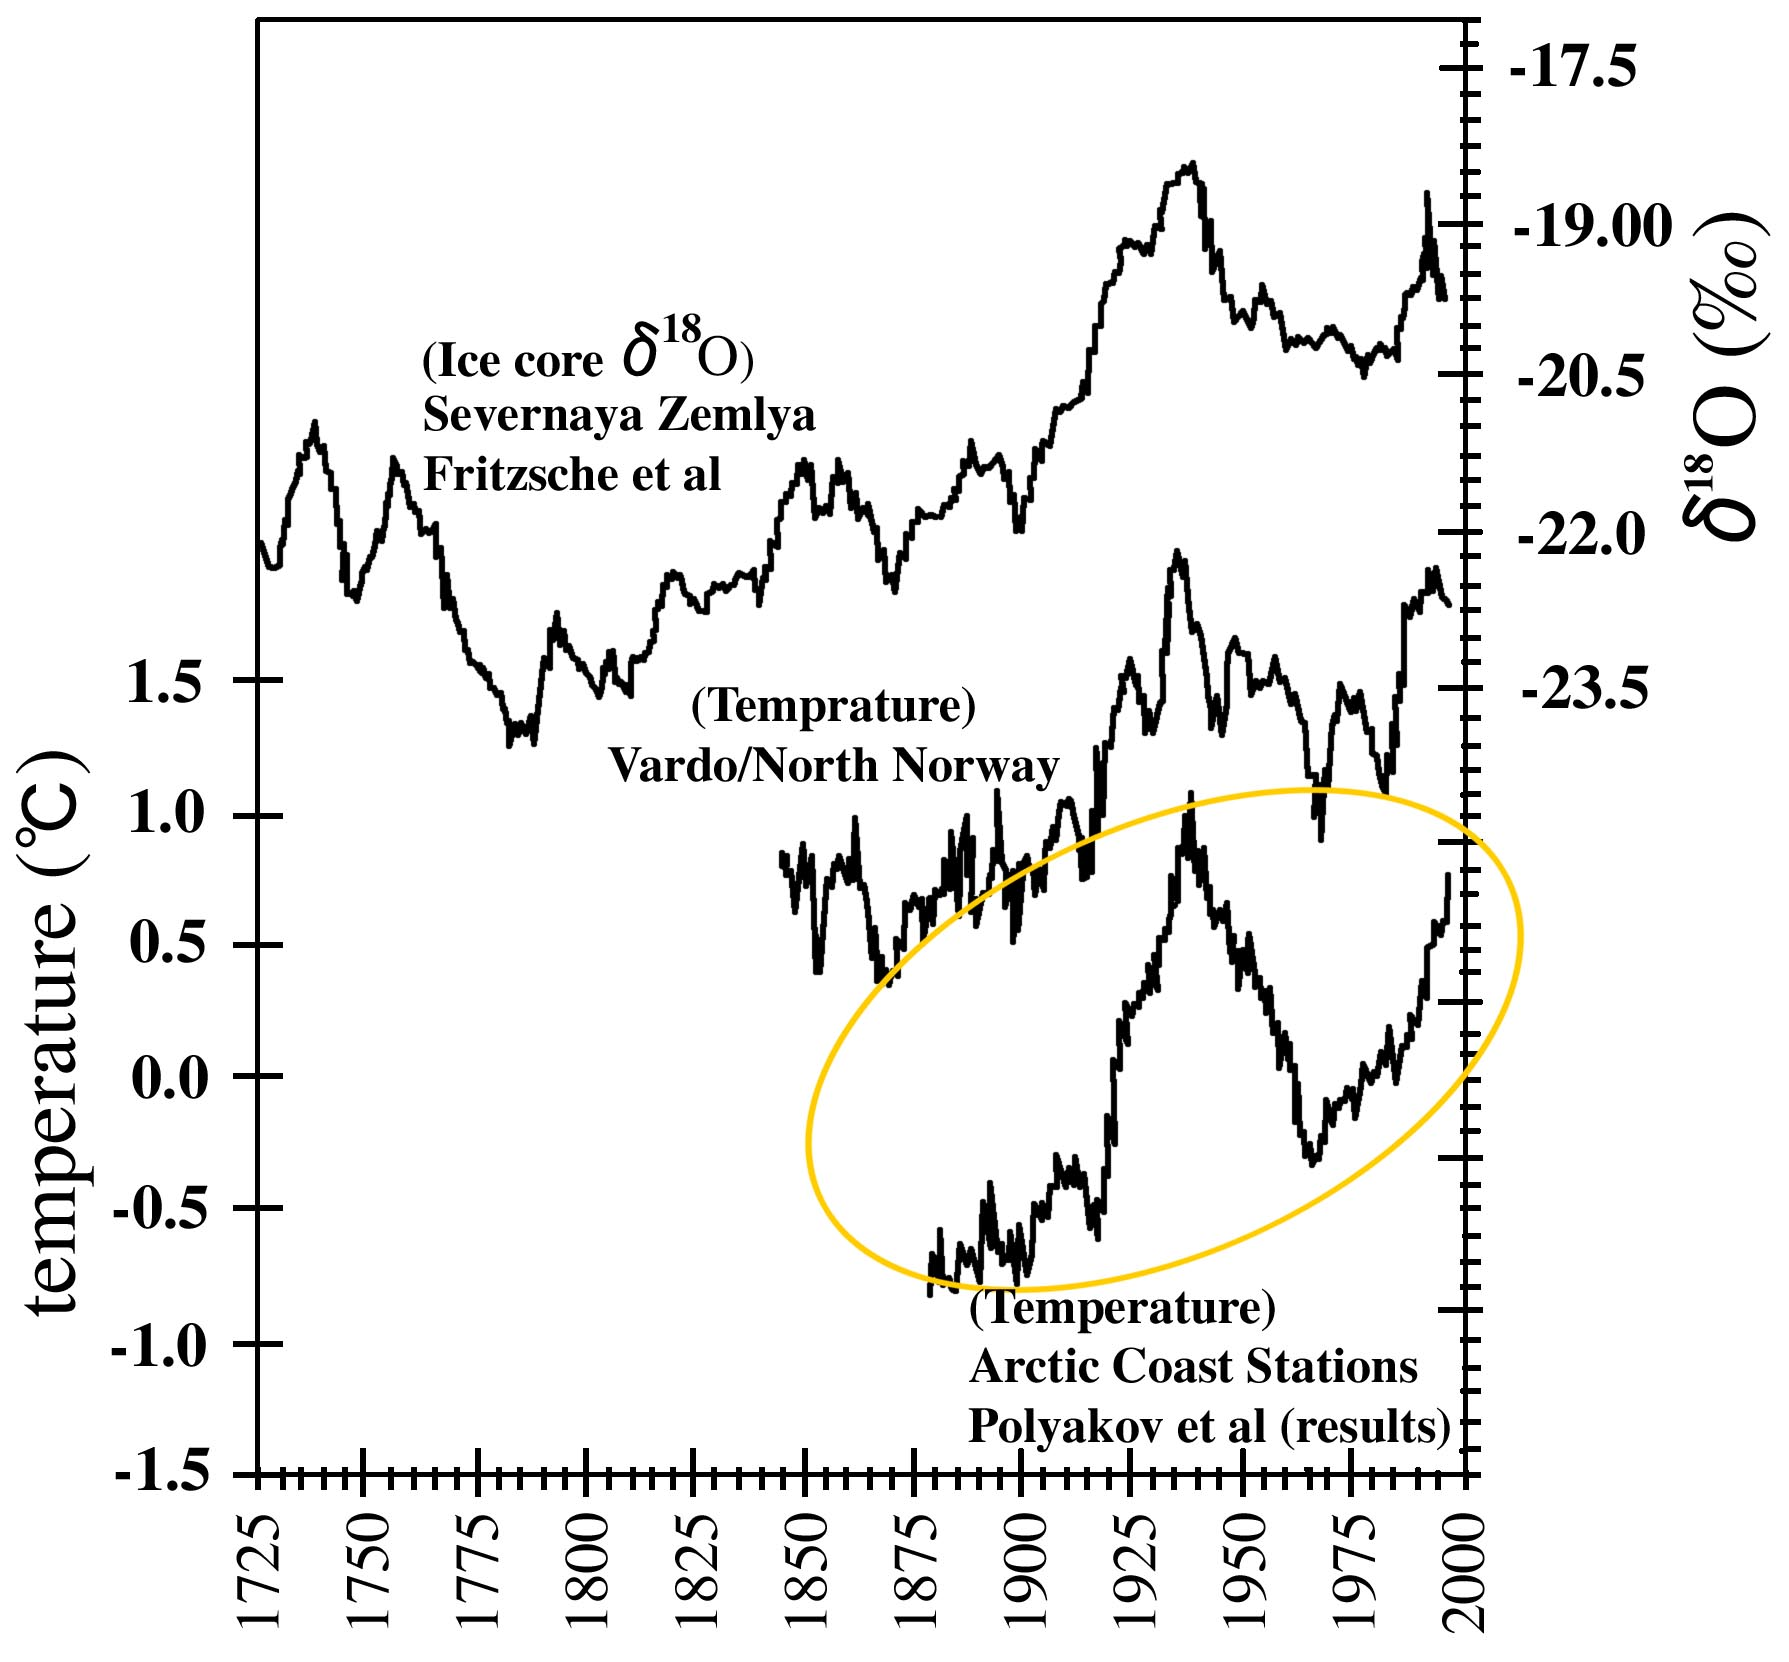 -17.5
-19.00
-20.5
-22.0
-23.5
δ¹⁸O (‰)
(Ice core δ¹⁸O)
Severnaya Zemlya
Fritzsche et al
(Temprature)
Vardo/North Norway
(Temperature)
Arctic Coast Stations
Polyakov et al (results)
temperature (℃)
1.5
1.0
0.5
0.0
-0.5
-1.0
-1.5
1725
1750
1775
1800
1825
1850
1875
1900
1925
1950
1975
2000